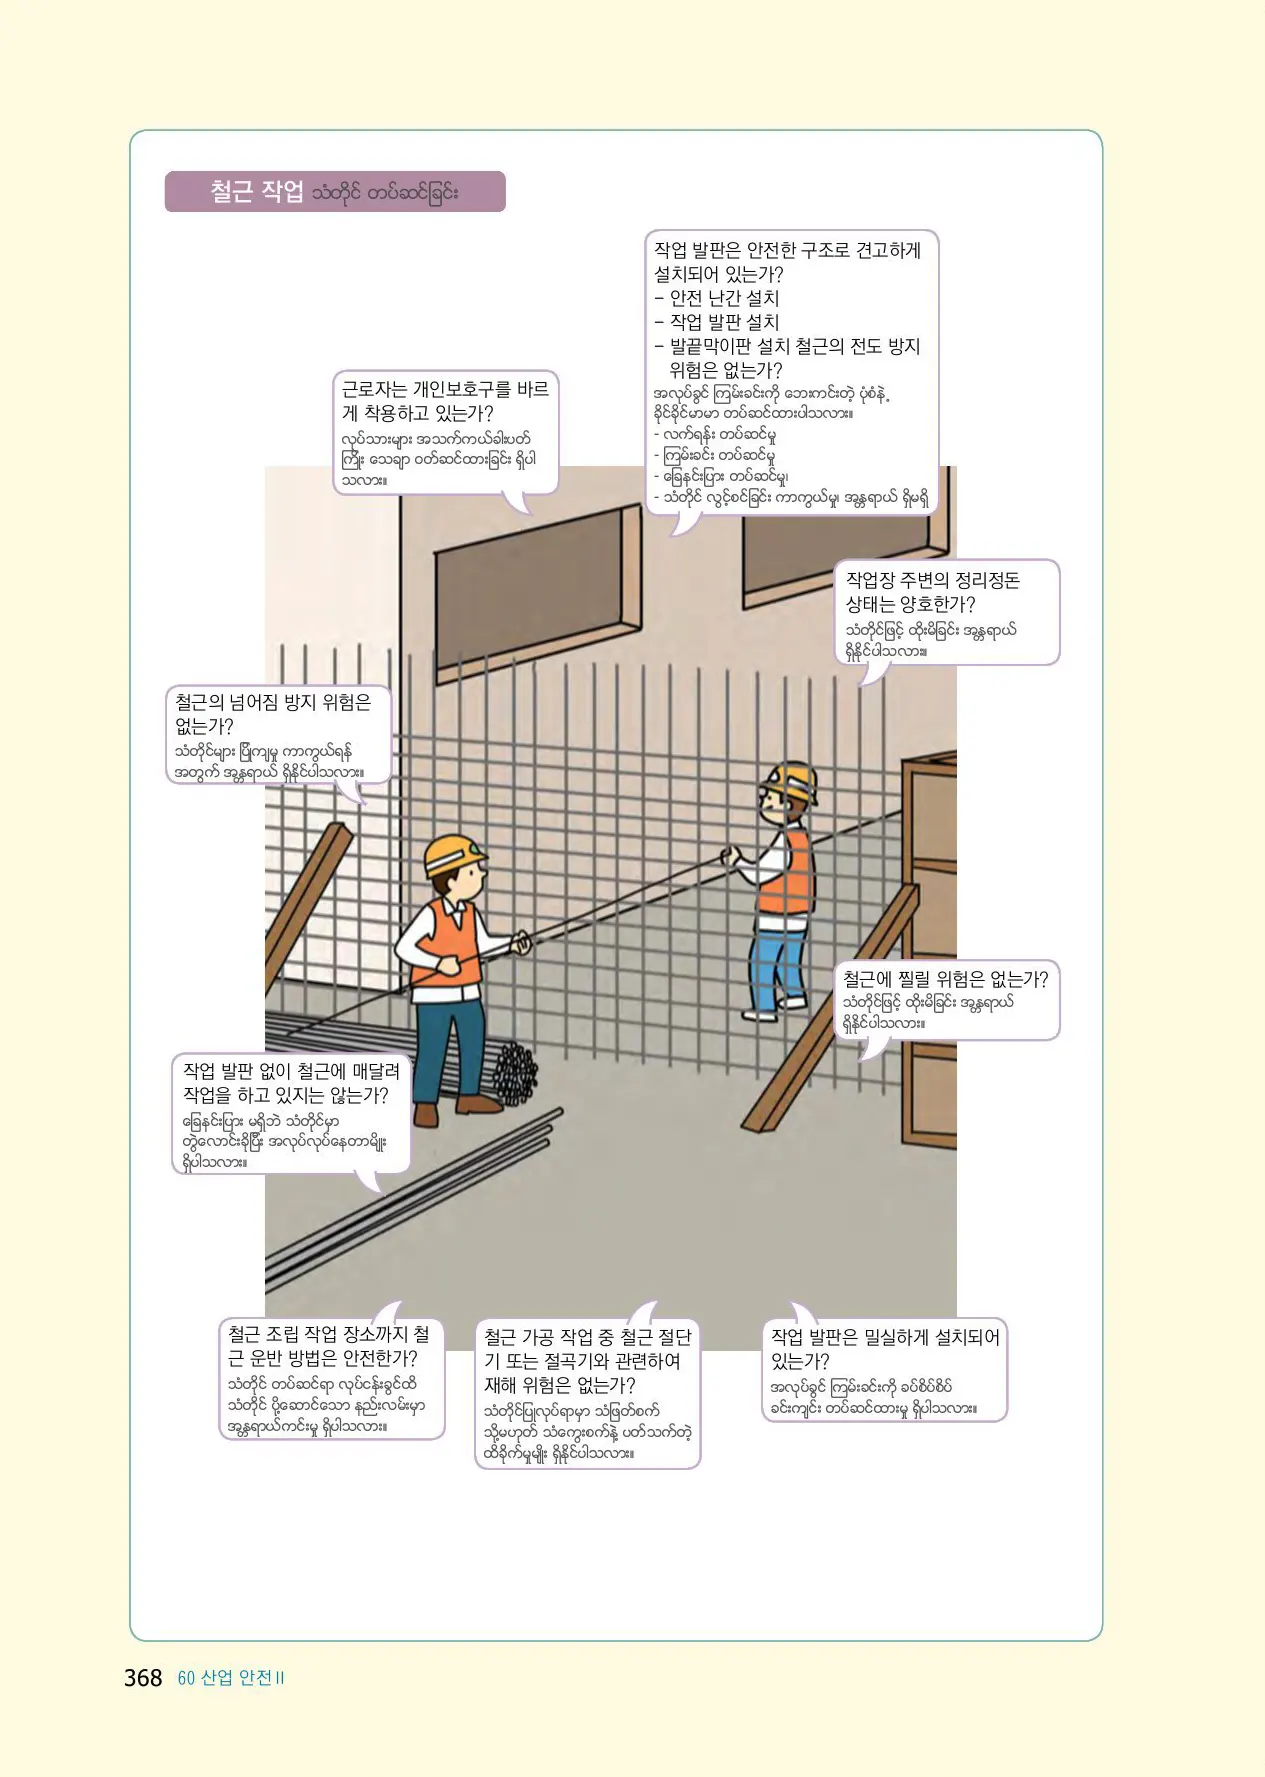 철근 작업 သံတိုင် တပ်ဆင်ခြင်း
작업 발판은 안전한 구조로 견고하게
설치되어 있는가?
- 안전 난간 설치
- 작업 발판 설치
- 발끝막이판 설치 철근의 전도 방지
위험은 없는가?
အလုပ်ခွင် ကြမ်းခင်းကို ဘေးကင်းတဲ့ ပုံစံနဲ့
ခိုင်ခိုင်မာမာ တပ်ဆင်ထားပါသလား။
- လက်ရန်း တပ်ဆင်မှု
- ကြမ်းခင်း တပ်ဆင်မှု
- ခြေနင်းပြား တပ်ဆင်မှု၊
- သံတိုင် လွင့်စင်ခြင်း ကာကွယ်မှု၊ အန္တရာယ် ရှိမရှိ
근로자는 개인보호구를 바르
게 착용하고 있는가?
လုပ်သားများ အသက်ကယ်ခါးပတ်
ကြိုး သေချာ ဝတ်ဆင်ထားခြင်း ရှိပါ
သလား။
작업장 주변의 정리정돈
상태는 양호한가?
သံတိုင်ဖြင့် ထိုးမိခြင်း အန္တရာယ်
ရှိနိုင်ပါသလား။
철근의 넘어짐 방지 위험은
없는가?
သံတိုင်များ ပြိုကျမှု ကာကွယ်ရန်
အတွက် အန္တရာယ် ရှိနိုင်ပါသလား။
철근에 찔릴 위험은 없는가?
သံတိုင်ဖြင့် ထိုးမိခြင်း အန္တရာယ်
ရှိနိုင်ပါသလား။
작업 발판 없이 철근에 매달려
작업을 하고 있지는 않는가?
ခြေနင်းပြား မရှိဘဲ သံတိုင်မှာ
တွဲလောင်းခိုပြီး အလုပ်လုပ်နေတာမျိုး
ရှိပါသလား။
철근 조립 작업 장소까지 철
근 운반 방법은 안전한가?
သံတိုင် တပ်ဆင်ရာ လုပ်ငန်းခွင်ထိ
သံတိုင် ပို့ဆောင်သော နည်းလမ်းမှာ
အန္တရာယ်ကင်းမှု ရှိပါသလား။
철근 가공 작업 중 철근 절단
기 또는 절곡기와 관련하여
재해 위험은 없는가?
သံတိုင်ပြုလုပ်ရာမှာ သံဖြတ်စက်
သို့မဟုတ် သံကွေးစက်နဲ့ ပတ်သက်တဲ့
ထိခိုက်မှုမျိုး ရှိနိုင်ပါသလား။
작업 발판은 밀실하게 설치되어
있는가?
အလုပ်ခွင် ကြမ်းခင်းကို ခပ်စိပ်စိပ်
ခင်းကျင်း တပ်ဆင်ထားမှု ရှိပါသလား။
368 60 산업 안전Ⅱ